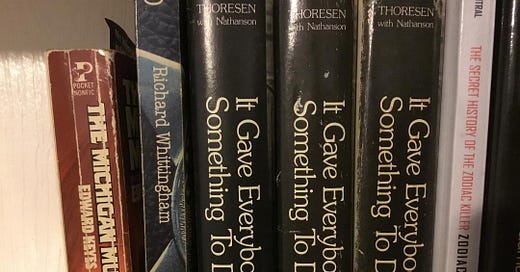 P
POCKET
NONFIC
THE MICHIGAN MU
EDWARD KEYES
Richard Whittingham
THORESEN
with Nathanson
It Gave Everybo
Something To D
THORESEN
with Nathanson
It Gave Everybo
Something To D
THORESEN
with Nathanson
It Gave Everybo
Something To D
TRAL
THE SECRET HISTORY OF THE ZODIAC KILLER
ZODIAC